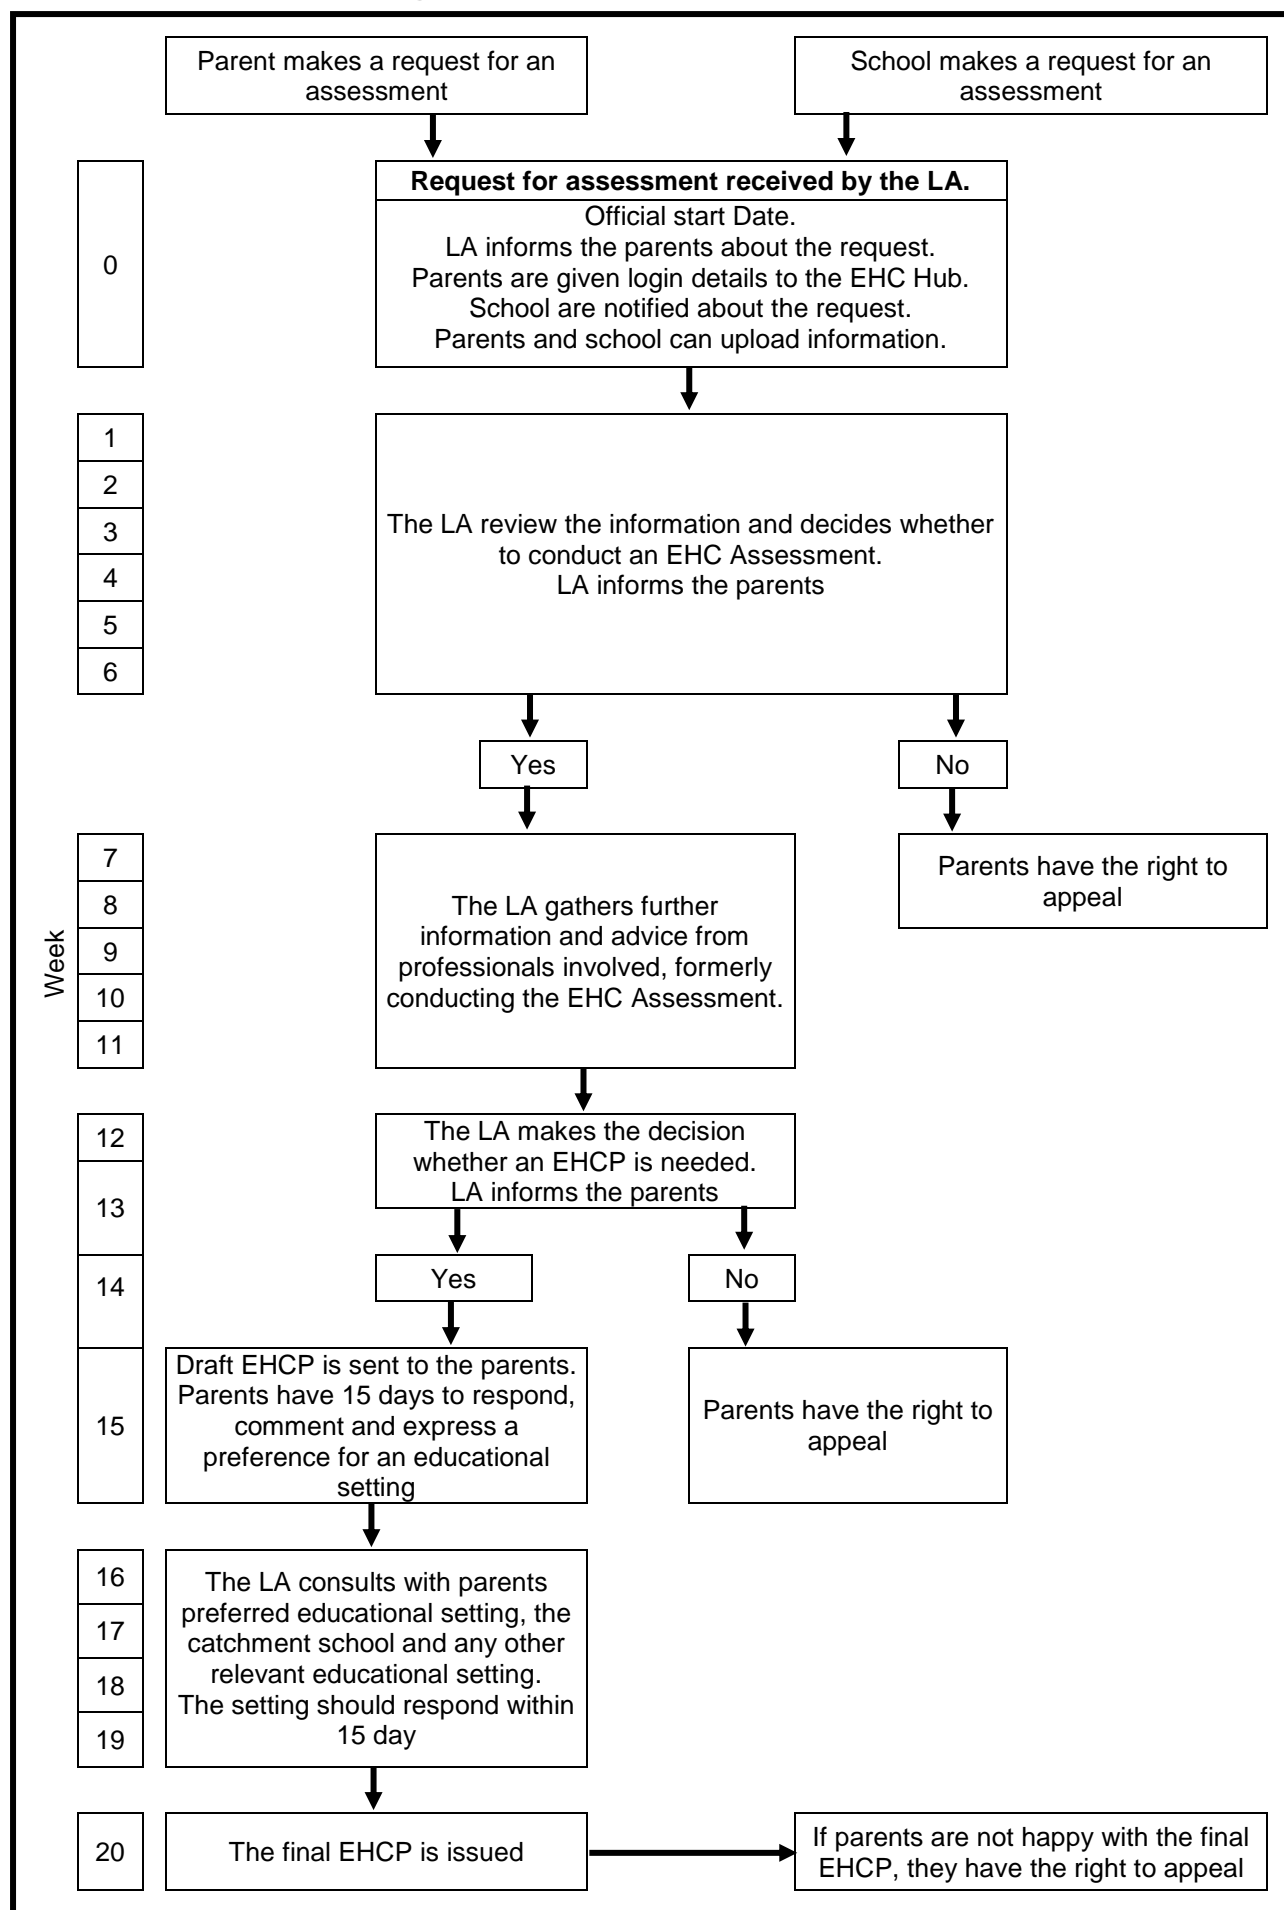 Parent makes a request for an
assessment
School makes a request for an
assessment
0
Request for assessment received by the LA.
Official start Date.
LA informs the parents about the request.
Parents are given login details to the EHC Hub.
School are notified about the request.
Parents and school can upload information.
1
2
3
4
5
6
The LA review the information and decides whether
to conduct an EHC Assessment.
LA informs the parents
Yes
No
Week
7
8
9
10
11
The LA gathers further
information and advice from
professionals involved, formerly
conducting the EHC Assessment.
Parents have the right to
appeal
12
13
The LA makes the decision
whether an EHCP is needed.
LA informs the parents
14
Yes
No
15
Draft EHCP is sent to the parents.
Parents have 15 days to respond,
comment and express a
preference for an educational
setting
Parents have the right to
appeal
16
17
18
19
The LA consults with parents
preferred educational setting, the
catchment school and any other
relevant educational setting.
The setting should respond within
15 day
20
The final EHCP is issued
If parents are not happy with the final
EHCP, they have the right to appeal